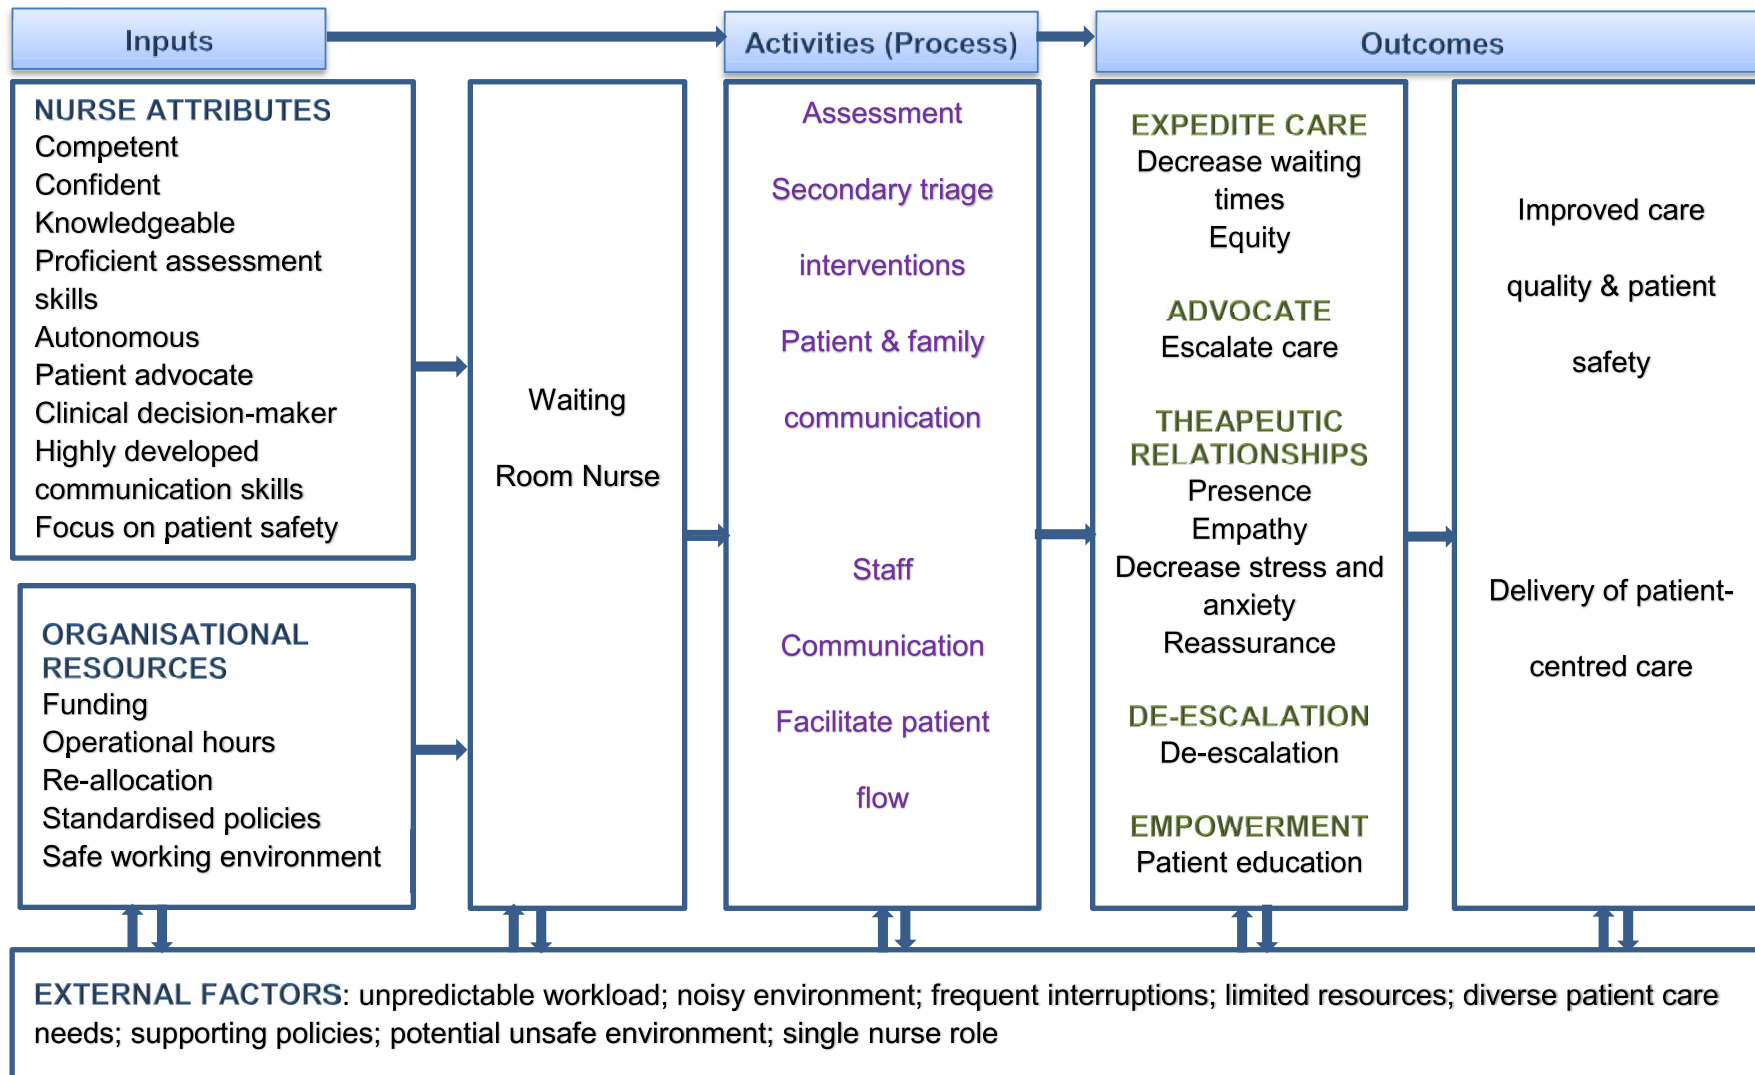 Inputs
Activities (Process)
Outcomes
NURSE ATTRIBUTES
Competent
Confident
Knowledgeable
Proficient assessment
skills
Autonomous
Patient advocate
Clinical decision-maker
Highly developed
communication skills
Focus on patient safety
ORGANISATIONAL
RESOURCES
Funding
Operational hours
Re-allocation
Standardised policies
Safe working environment
Waiting
Room Nurse
Assessment
Secondary triage
interventions
Patient & family
communication
Staff
Communication
Facilitate patient
flow
EXPEDITE CARE
Decrease waiting
times
Equity
ADVOCATE
Escalate care
THEAPEUTIC
RELATIONSHIPS
Presence
Empathy
Decrease stress and
anxiety
Reassurance
DE-ESCALATION
De-escalation
EMPOWERMENT
Patient education
Improved care
quality & patient
safety
Delivery of patient-
centred care
EXTERNAL FACTORS: unpredictable workload; noisy environment; frequent interruptions; limited resources; diverse patient care
needs; supporting policies; potential unsafe environment; single nurse role